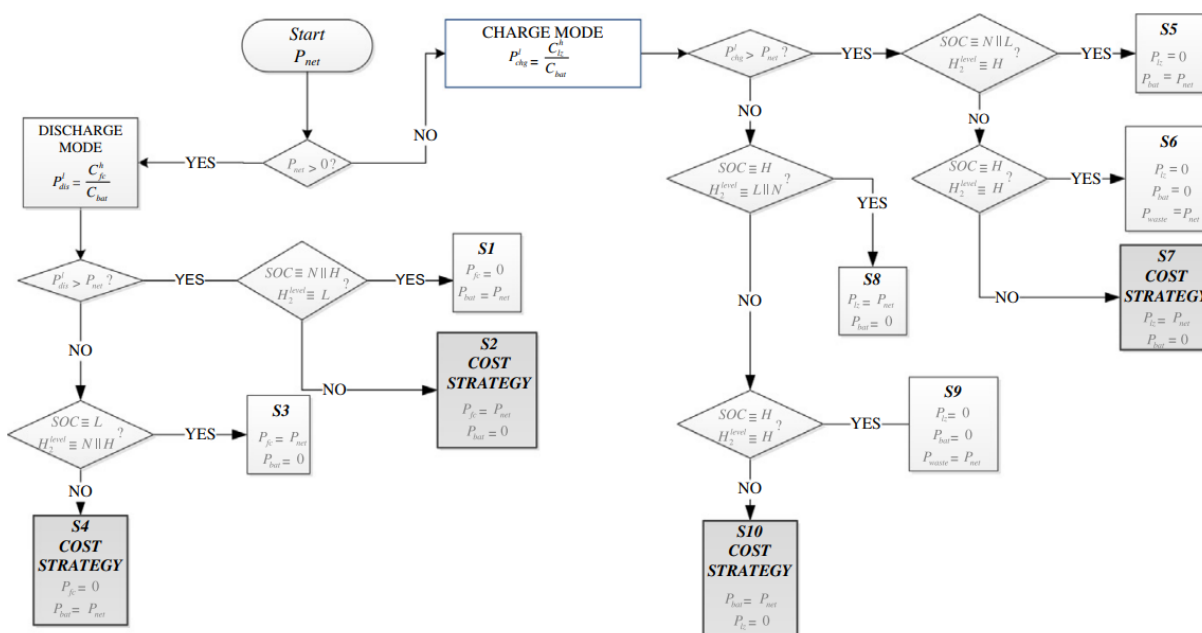 Start
P_net
P_net > 0 ?
YES
NO
DISCHARGE
MODE
P^l_dis = C^h_fc / C_bat
P^l_dis > P_net ?
YES
SOC ≡ N || H
H_2^level ≡ L ?
YES
S1
P_fc = 0
P_bat = P_net
NO
S2
COST
STRATEGY
P_fc = P_net
P_bat = 0
NO
SOC ≡ L
H_2^level ≡ N || H ?
YES
S3
P_fc = P_net
P_bat = 0
NO
S4
COST
STRATEGY
P_fc = 0
P_bat = P_net
CHARGE MODE
P^l_chg = C^h_lz / C_bat
P^l_chg > P_net ?
YES
SOC ≡ N || L
H_2^level ≡ H ?
YES
S5
P_lz = 0
P_bat = P_net
NO
SOC ≡ H
H_2^level ≡ H ?
YES
S6
P_lz = 0
P_bat = 0
P_waste = P_net
NO
S7
COST
STRATEGY
P_lz = P_net
P_bat = 0
NO
SOC ≡ H
H_2^level ≡ L || N ?
YES
S8
P_lz = P_net
P_bat = 0
NO
SOC ≡ H
H_2^level ≡ H ?
YES
S9
P_lz = 0
P_bat = 0
P_waste = P_net
NO
S10
COST
STRATEGY
P_bat = P_net
P_lz = 0